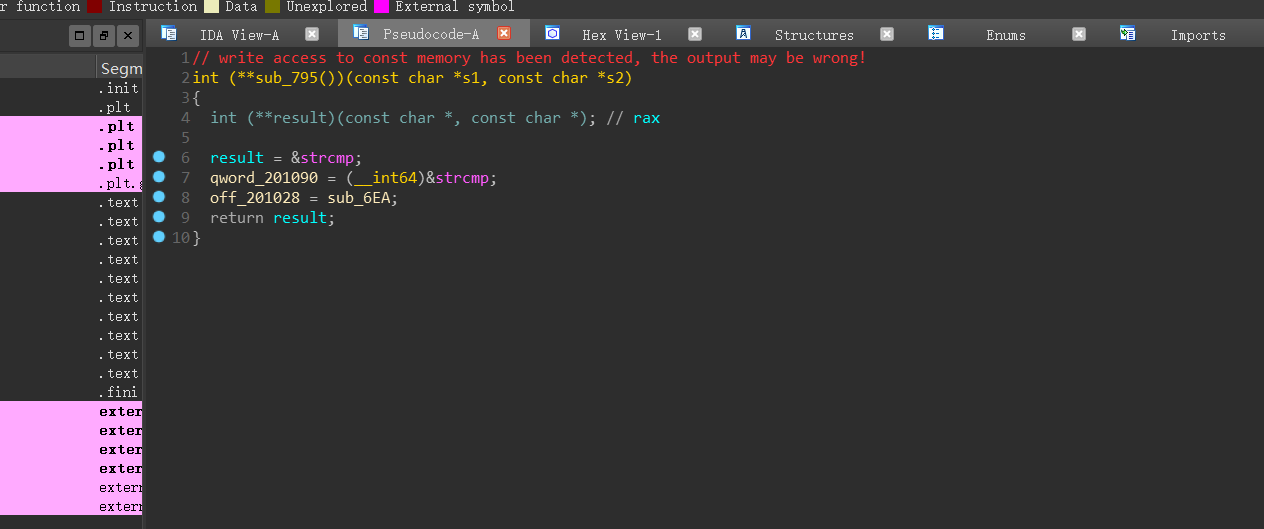 r function Instruction Data Unexplored External symbol
IDA View-A Pseudocode-A Hex View-1 Structures Enums Imports
Segm
.init
.plt
.plt
.plt
.plt
.plt.g
.text
.text
.text
.text
.text
.text
.text
.text
.text
.text
.fini
exter
exter
exter
exter
extern
extern
1 // write access to const memory has been detected, the output may be wrong!
2 int (**sub_795())(const char *s1, const char *s2)
3 {
4 int (**result)(const char *, const char *); // rax
5
6 result = &strcmp;
7 qword_201090 = (__int64)&strcmp;
8 off_201028 = sub_6EA;
9 return result;
10 }